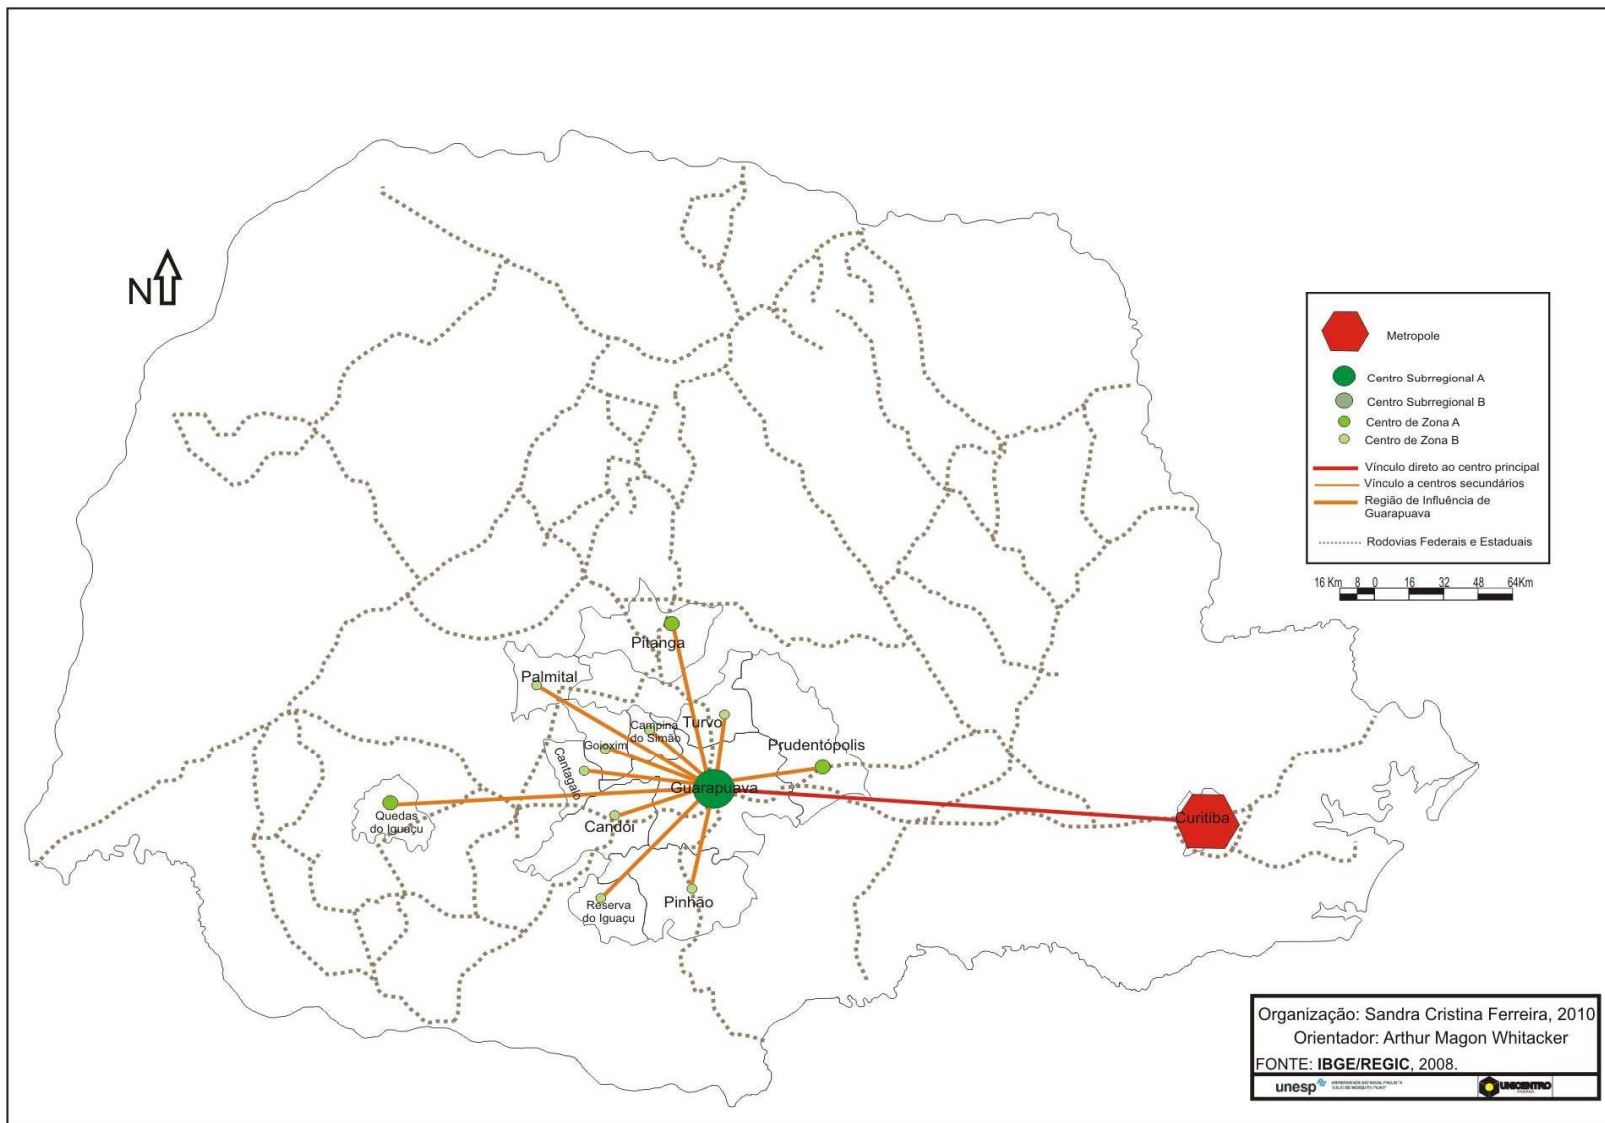 N
Metropole
Centro Subrregional A
Centro Subrregional B
Centro de Zona A
Centro de Zona B
Vínculo direto ao centro principal
Vínculo a centros secundários
Região de Influência de
Guarapuava
Rodovias Federais e Estaduais
16 Km 8 0 16 32 48 64Km
Pitanga
Palmital
Turvo
Campina
do Simão
Goioxim
Prudentópolis
Cantagalo
Guarapuava
Quedas
do Iguaçu
Candói
Curitiba
Reserva
do Iguaçu
Pinhão
Organização: Sandra Cristina Ferreira, 2010
Orientador: Arthur Magon Whitacker
FONTE: IBGE/REGIC, 2008.
unesp
UNICENTRO